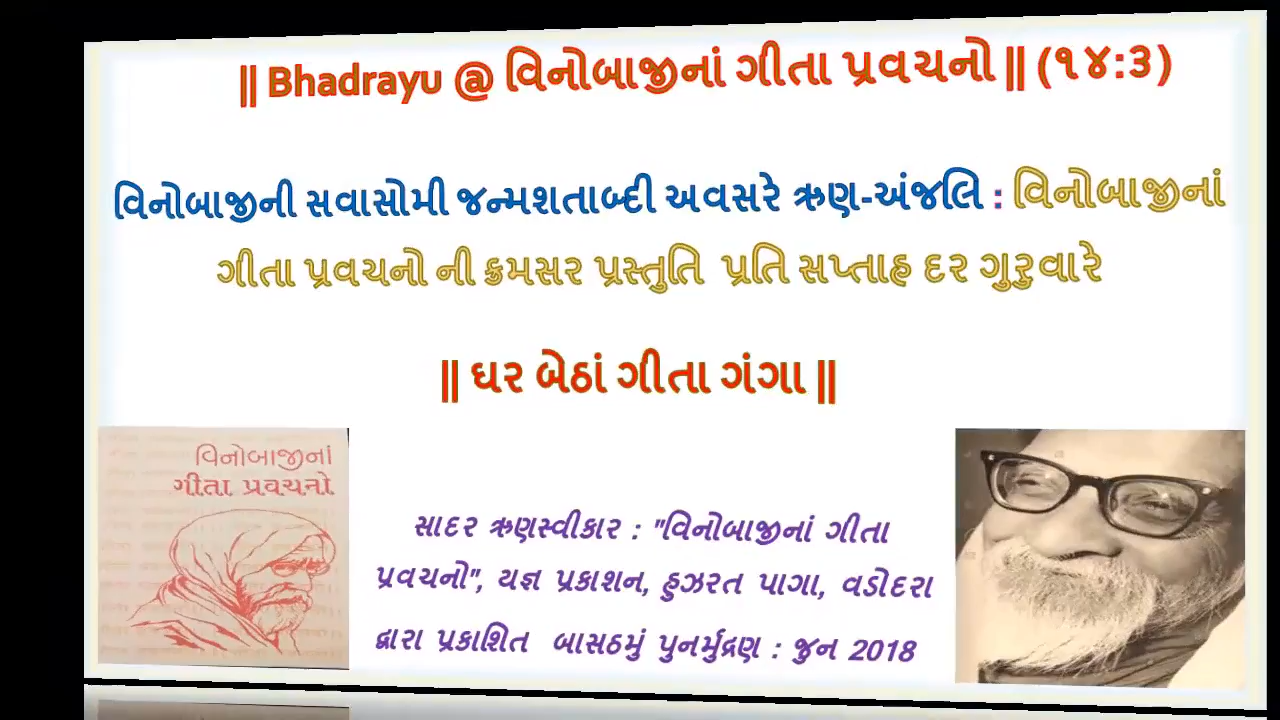 || Bhadrayu @ વિનોબાજીનાં ગીતા પ્રવચનો || (૧૪:૩)
વિનોબાજીની સવાસોમી જન્મશતાબ્દી અવસરે ઋણ-અંજલિ : વિનોબાજીનાં
ગીતા પ્રવચનો ની ક્રમસર પ્રસ્તુતિ પ્રતિ સપ્તાહ દર ગુરુવારે
|| ઘર બેઠાં ગીતા ગંગા ||
વિનોબાજીનાં
ગીતા પ્રવચનો
સાદર ઋણસ્વીકાર : "વિનોબાજીનાં ગીતા
પ્રવચનો", યજ્ઞ પ્રકાશન, હુઝરત પાગા, વડોદરા
દ્વારા પ્રકાશિત બાસઠમું પુનર્મુદ્રણ : જુન 2018